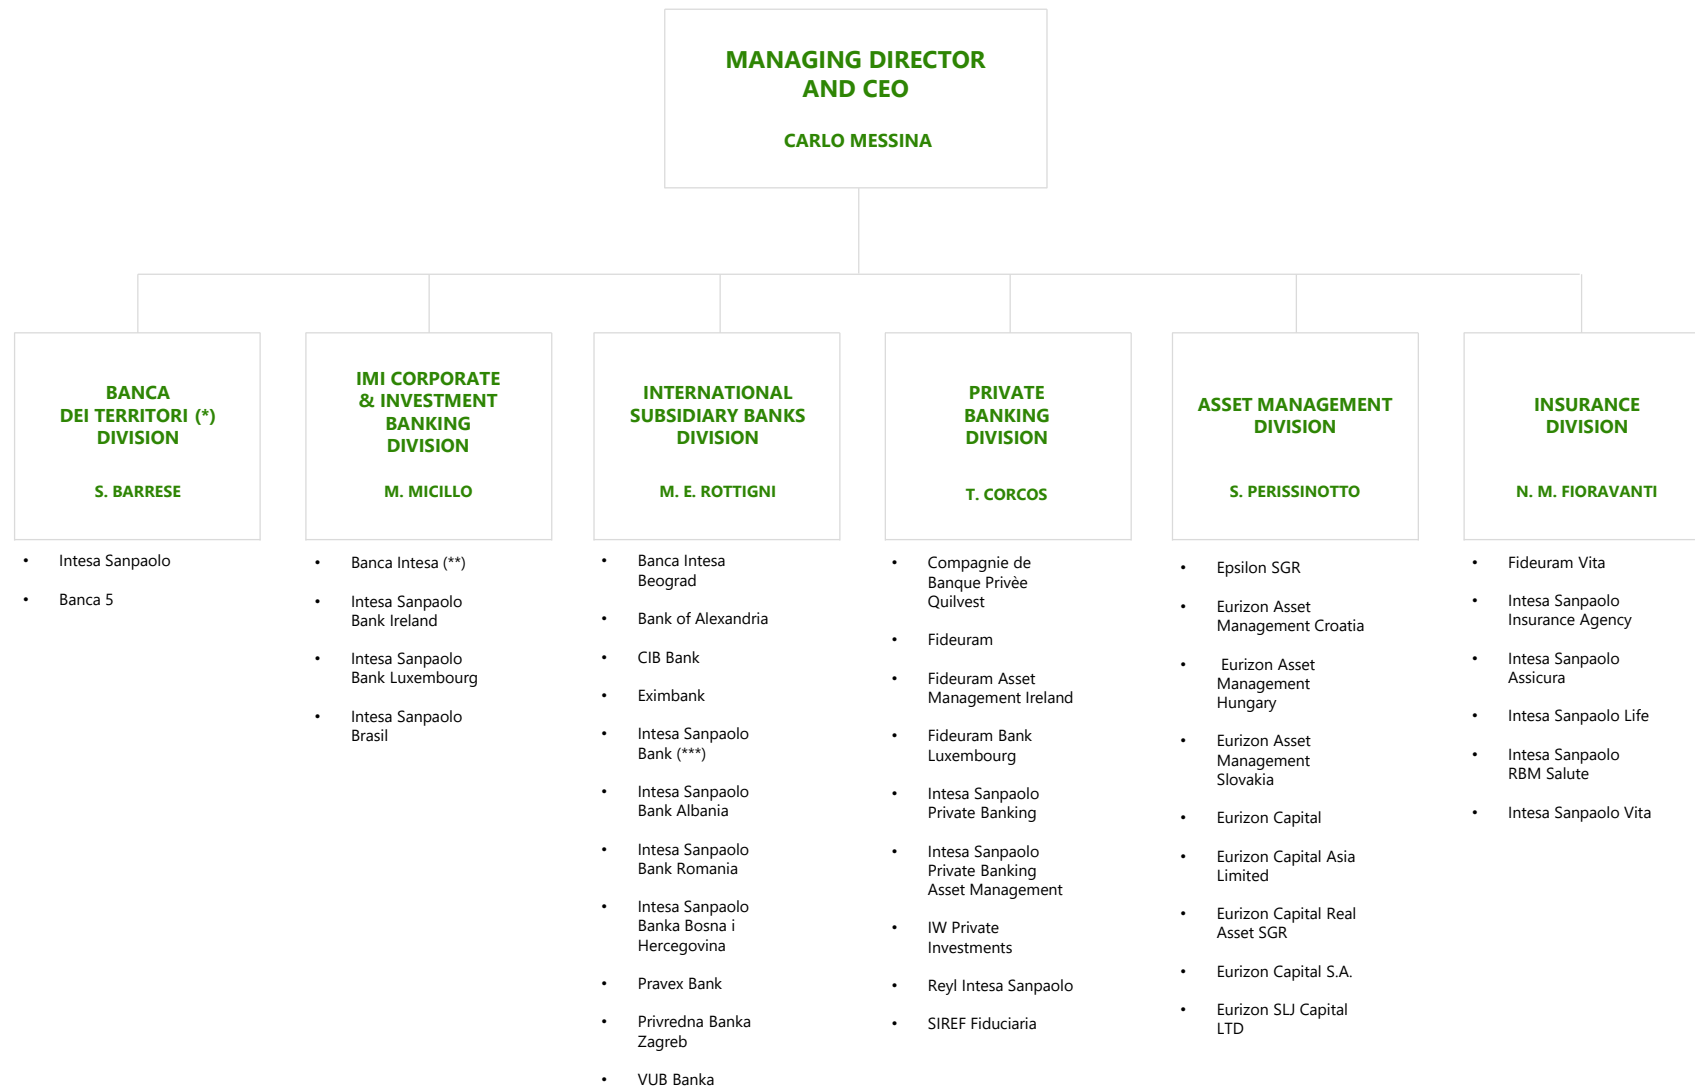 MANAGING DIRECTOR
AND CEO
CARLO MESSINA
BANCA
DEI TERRITORI (*)
DIVISION
S. BARRESE
• Intesa Sanpaolo
• Banca 5
IMI CORPORATE
& INVESTMENT
BANKING
DIVISION
M. MICILLO
• Banca Intesa (**)
• Intesa Sanpaolo
Bank Ireland
• Intesa Sanpaolo
Bank Luxembourg
• Intesa Sanpaolo
Brasil
INTERNATIONAL
SUBSIDIARY BANKS
DIVISION
M. E. ROTTIGNI
• Banca Intesa
Beograd
• Bank of Alexandria
• CIB Bank
• Eximbank
• Intesa Sanpaolo
Bank (***)
• Intesa Sanpaolo
Bank Albania
• Intesa Sanpaolo
Bank Romania
• Intesa Sanpaolo
Banka Bosna i
Hercegovina
• Pravex Bank
• Privredna Banka
Zagreb
• VUB Banka
PRIVATE
BANKING
DIVISION
T. CORCOS
• Compagnie de
Banque Privèe
Quilvest
• Fideuram
• Fideuram Asset
Management Ireland
• Fideuram Bank
Luxembourg
• Intesa Sanpaolo
Private Banking
• Intesa Sanpaolo
Private Banking
Asset Management
• IW Private
Investments
• Reyl Intesa Sanpaolo
• SIREF Fiduciaria
ASSET MANAGEMENT
DIVISION
S. PERISSINOTTO
• Epsilon SGR
• Eurizon Asset
Management Croatia
• Eurizon Asset
Management
Hungary
• Eurizon Asset
Management
Slovakia
• Eurizon Capital
• Eurizon Capital Asia
Limited
• Eurizon Capital Real
Asset SGR
• Eurizon Capital S.A.
• Eurizon SLJ Capital
LTD
INSURANCE
DIVISION
N. M. FIORAVANTI
• Fideuram Vita
• Intesa Sanpaolo
Insurance Agency
• Intesa Sanpaolo
Assicura
• Intesa Sanpaolo Life
• Intesa Sanpaolo
RBM Salute
• Intesa Sanpaolo Vita